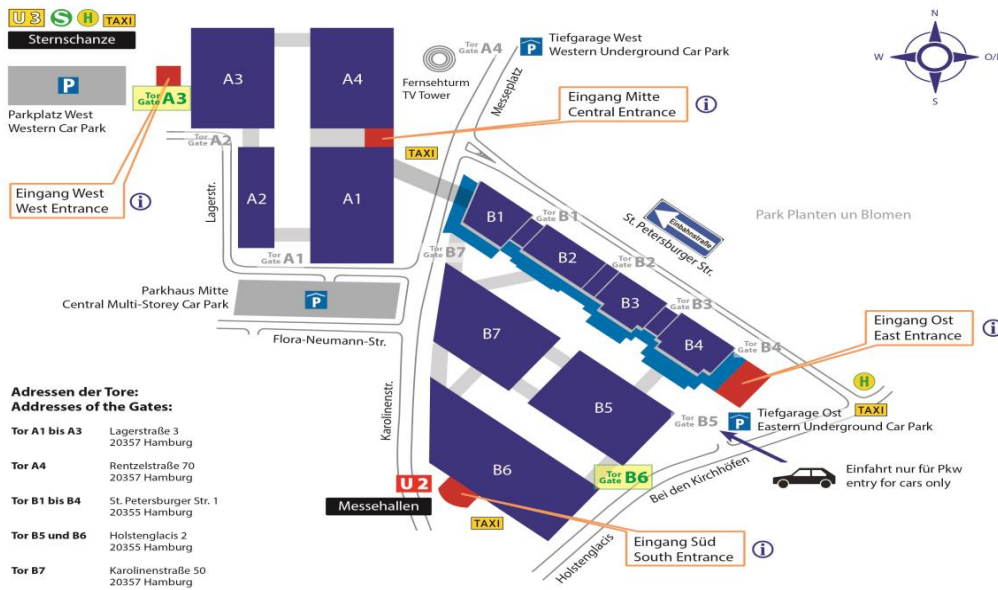 U3 S H TAXI
Sternschanze
P
Parkplatz West
Western Car Park
Tor
Gate A3
Eingang West
West Entrance
i
A3
A4
A2
A1
Tor
Gate A2
Lagerstr.
Tor
Gate A1
Fernsehturm
TV Tower
Tor
Gate A4
Messeplatz
P
Tiefgarage West
Western Underground Car Park
Eingang Mitte
Central Entrance
i
TAXI
N
W
O/E
S
B1
B2
B3
B4
Tor
Gate B1
Tor
Gate B2
Tor
Gate B3
Tor
Gate B4
Einbahnstraße
St. Petersburger Str.
Park Planten un Blomen
Eingang Ost
East Entrance
i
H
TAXI
Tor
Gate B7
Parkhaus Mitte
Central Multi-Storey Car Park
P
Flora-Neumann-Str.
Karolinenstr.
B7
B5
B6
Tor
Gate B5
P
Tiefgarage Ost
Eastern Underground Car Park
Tor
Gate B6
Bei den Kirchhöfen
Einfahrt nur für Pkw
entry for cars only
U2
Messehallen
TAXI
Holstenglacis
Eingang Süd
South Entrance
i
Adressen der Tore:
Addresses of the Gates:
Tor A1 bis A3 Lagerstraße 3
20357 Hamburg
Tor A4 Rentzelstraße 70
20357 Hamburg
Tor B1 bis B4 St. Petersburger Str. 1
20355 Hamburg
Tor B5 und B6 Holstenglacis 2
20355 Hamburg
Tor B7 Karolinenstraße 50
20357 Hamburg